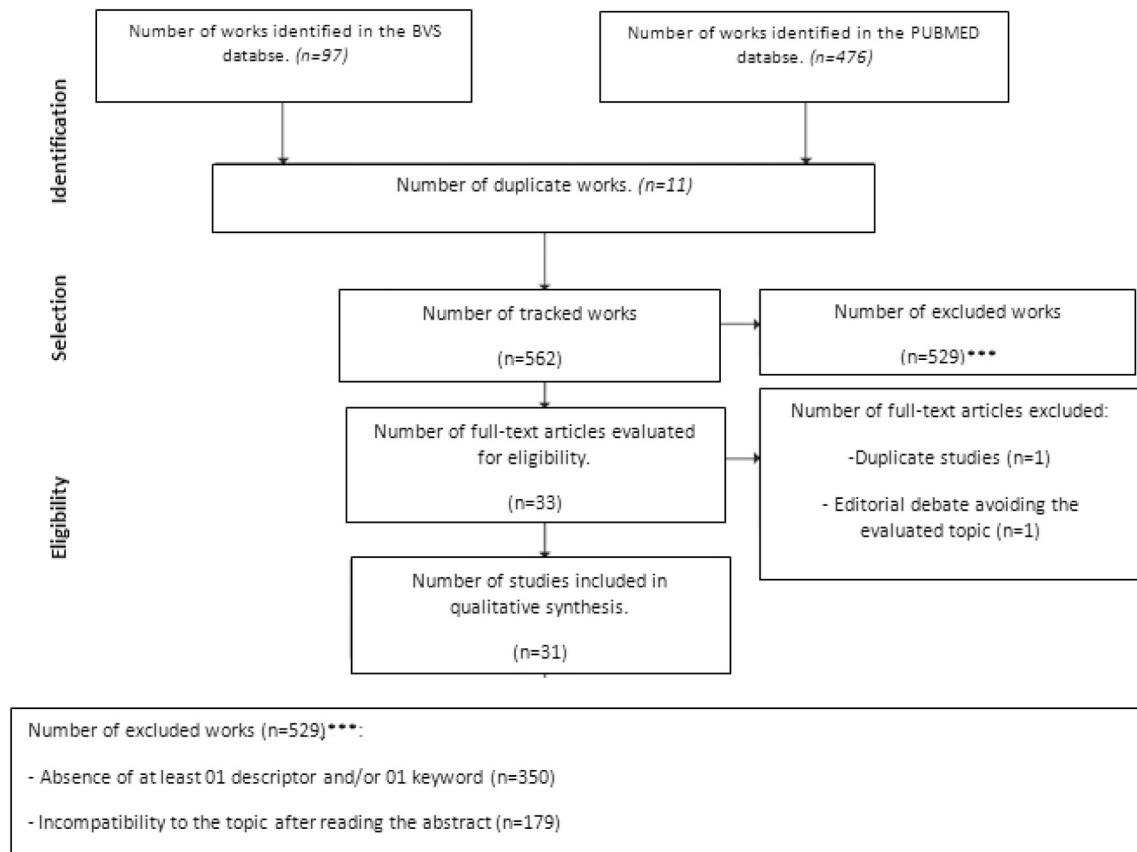 Number of works identified in the BVS
databse. (n=97)
Number of works identified in the PUBMED
databse. (n=476)
Identification
Number of duplicate works. (n=11)
Selection
Number of tracked works
(n=562)
Number of excluded works
(n=529)***
Eligibility
Number of full-text articles evaluated
for eligibility.
(n=33)
Number of full-text articles excluded:
-Duplicate studies (n=1)
- Editorial debate avoiding the
evaluated topic (n=1)
Number of studies included in
qualitative synthesis.
(n=31)
Number of excluded works (n=529)***:
- Absence of at least 01 descriptor and/or 01 keyword (n=350)
- Incompatibility to the topic after reading the abstract (n=179)